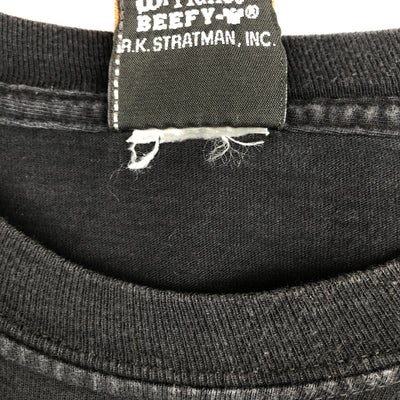 BEEFY-T®
R.K. STRATMAN, INC.